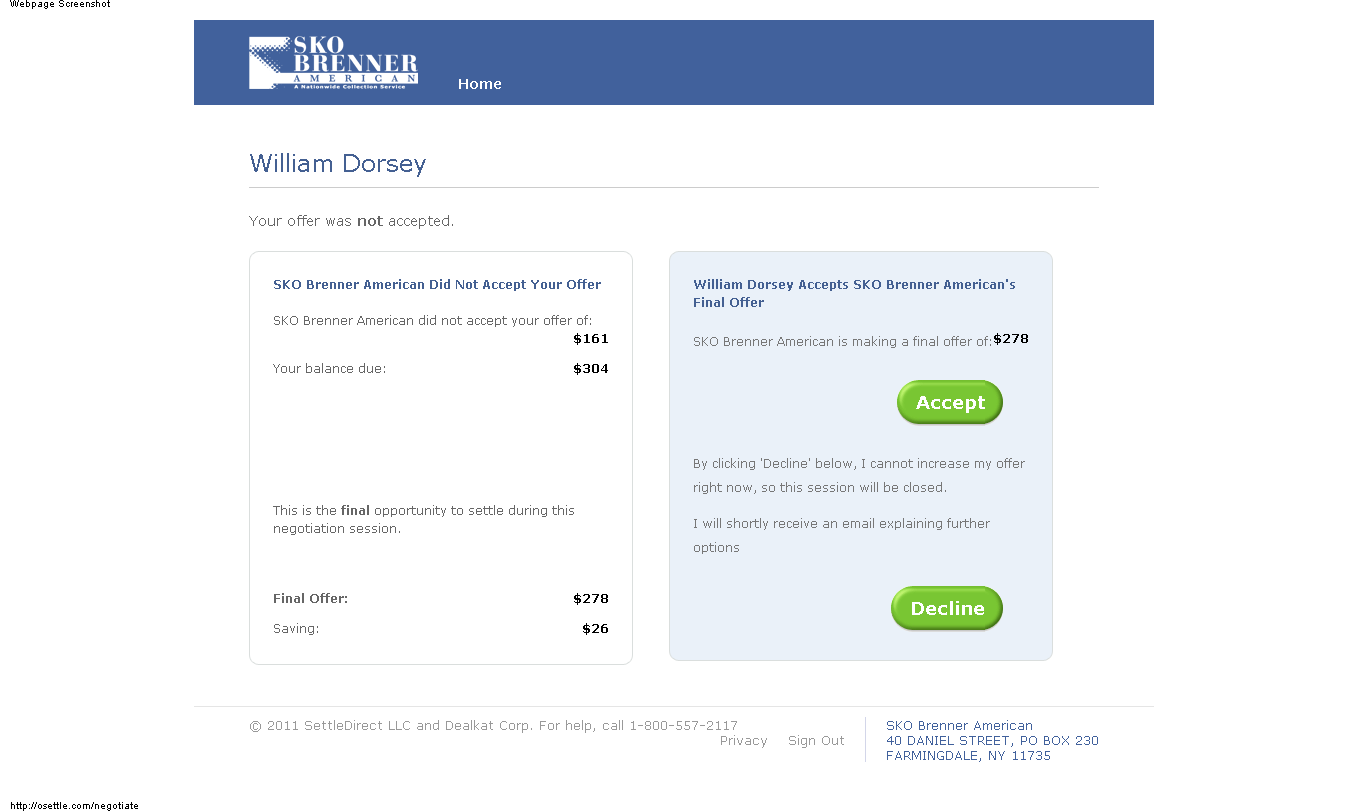 Webpage Screenshot
SKO
BRENNER
AMERICAN
A Nationwide Collection Service
Home
William Dorsey
Your offer was not accepted.
SKO Brenner American Did Not Accept Your Offer
SKO Brenner American did not accept your offer of:
$161
Your balance due: $304
This is the final opportunity to settle during this
negotiation session.
Final Offer: $278
Saving: $26
William Dorsey Accepts SKO Brenner American's
Final Offer
SKO Brenner American is making a final offer of: $278
Accept
By clicking 'Decline' below, I cannot increase my offer
right now, so this session will be closed.
I will shortly receive an email explaining further
options
Decline
© 2011 SettleDirect LLC and Dealkat Corp. For help, call 1-800-557-2117
Privacy Sign Out
SKO Brenner American
40 DANIEL STREET, PO BOX 230
FARMINGDALE, NY 11735
http://osettle.com/negotiate